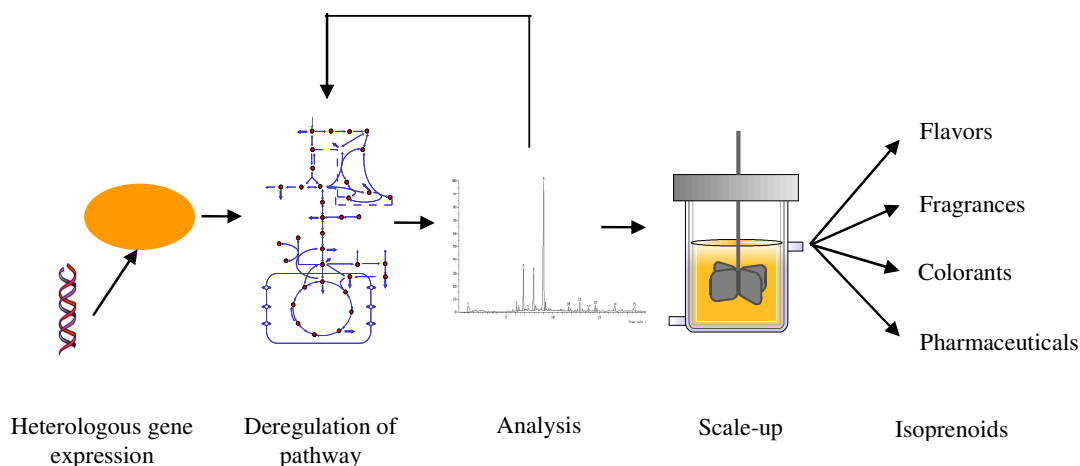 Flavors
Fragrances
Colorants
Pharmaceuticals
Heterologous gene
expression
Deregulation of
pathway
Analysis
Scale-up
Isoprenoids